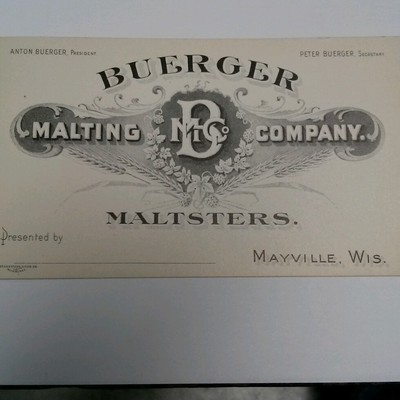 ANTON BUERGER, PRESIDENT. PETER BUERGER, SECRETARY.
BUERGER
MALTING B M'T'G Co COMPANY.
MALTSTERS.
Presented by
MAYVILLE, WIS.